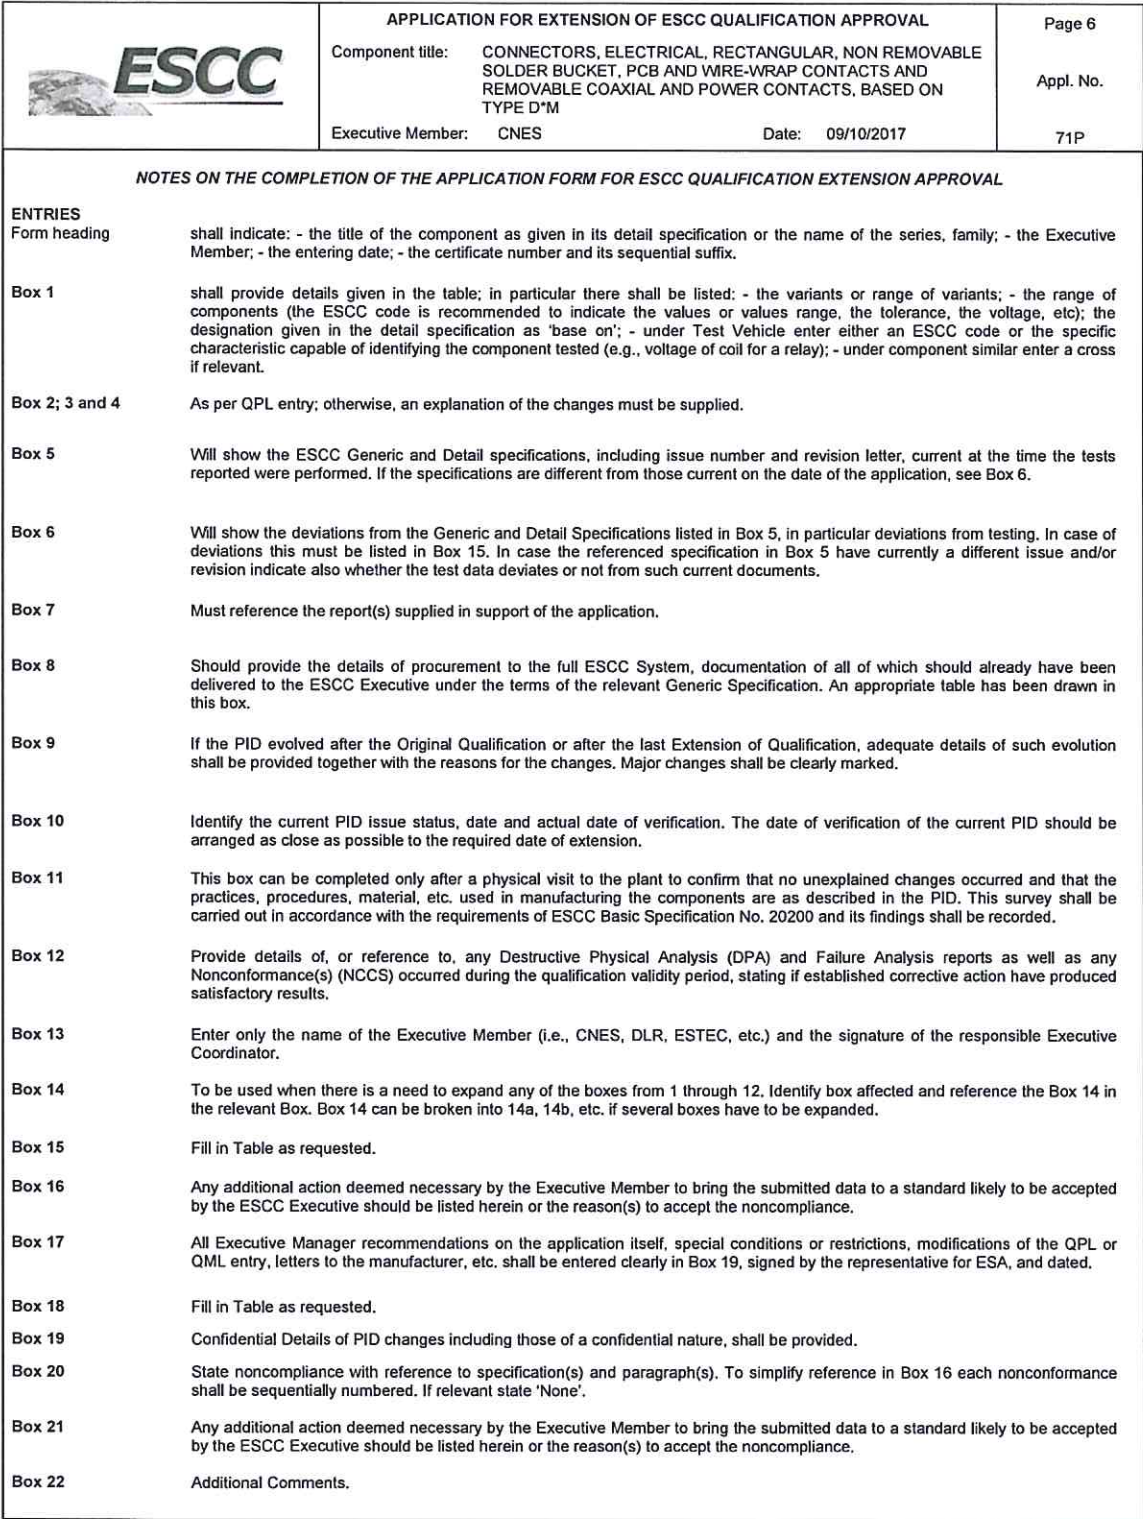 ESCC
APPLICATION FOR EXTENSION OF ESCC QUALIFICATION APPROVAL
Page 6
Component title: CONNECTORS, ELECTRICAL, RECTANGULAR, NON REMOVABLE
SOLDER BUCKET, PCB AND WIRE-WRAP CONTACTS AND
REMOVABLE COAXIAL AND POWER CONTACTS, BASED ON
TYPE D*M
Appl. No.
Executive Member: CNES Date: 09/10/2017
71P
NOTES ON THE COMPLETION OF THE APPLICATION FORM FOR ESCC QUALIFICATION EXTENSION APPROVAL
ENTRIES
Form heading shall indicate: - the title of the component as given in its detail specification or the name of the series, family; - the Executive
Member; - the entering date; - the certificate number and its sequential suffix.
Box 1 shall provide details given in the table; in particular there shall be listed: - the variants or range of variants; - the range of
components (the ESCC code is recommended to indicate the values or values range, the tolerance, the voltage, etc); the
designation given in the detail specification as 'base on'; - under Test Vehicle enter either an ESCC code or the specific
characteristic capable of identifying the component tested (e.g., voltage of coil for a relay); - under component similar enter a cross
if relevant.
Box 2; 3 and 4 As per QPL entry; otherwise, an explanation of the changes must be supplied.
Box 5 Will show the ESCC Generic and Detail specifications, including issue number and revision letter, current at the time the tests
reported were performed. If the specifications are different from those current on the date of the application, see Box 6.
Box 6 Will show the deviations from the Generic and Detail Specifications listed in Box 5, in particular deviations from testing. In case of
deviations this must be listed in Box 15. In case the referenced specification in Box 5 have currently a different issue and/or
revision indicate also whether the test data deviates or not from such current documents.
Box 7 Must reference the report(s) supplied in support of the application.
Box 8 Should provide the details of procurement to the full ESCC System, documentation of all of which should already have been
delivered to the ESCC Executive under the terms of the relevant Generic Specification. An appropriate table has been drawn in
this box.
Box 9 If the PID evolved after the Original Qualification or after the last Extension of Qualification, adequate details of such evolution
shall be provided together with the reasons for the changes. Major changes shall be clearly marked.
Box 10 Identify the current PID issue status, date and actual date of verification. The date of verification of the current PID should be
arranged as close as possible to the required date of extension.
Box 11 This box can be completed only after a physical visit to the plant to confirm that no unexplained changes occurred and that the
practices, procedures, material, etc. used in manufacturing the components are as described in the PID. This survey shall be
carried out in accordance with the requirements of ESCC Basic Specification No. 20200 and its findings shall be recorded.
Box 12 Provide details of, or reference to, any Destructive Physical Analysis (DPA) and Failure Analysis reports as well as any
Nonconformance(s) (NCCS) occurred during the qualification validity period, stating if established corrective action have produced
satisfactory results.
Box 13 Enter only the name of the Executive Member (i.e., CNES, DLR, ESTEC, etc.) and the signature of the responsible Executive
Coordinator.
Box 14 To be used when there is a need to expand any of the boxes from 1 through 12. Identify box affected and reference the Box 14 in
the relevant Box. Box 14 can be broken into 14a, 14b, etc. if several boxes have to be expanded.
Box 15 Fill in Table as requested.
Box 16 Any additional action deemed necessary by the Executive Member to bring the submitted data to a standard likely to be accepted
by the ESCC Executive should be listed herein or the reason(s) to accept the noncompliance.
Box 17 All Executive Manager recommendations on the application itself, special conditions or restrictions, modifications of the QPL or
QML entry, letters to the manufacturer, etc. shall be entered clearly in Box 19, signed by the representative for ESA, and dated.
Box 18 Fill in Table as requested.
Box 19 Confidential Details of PID changes including those of a confidential nature, shall be provided.
Box 20 State noncompliance with reference to specification(s) and paragraph(s). To simplify reference in Box 16 each nonconformance
shall be sequentially numbered. If relevant state 'None'.
Box 21 Any additional action deemed necessary by the Executive Member to bring the submitted data to a standard likely to be accepted
by the ESCC Executive should be listed herein or the reason(s) to accept the noncompliance.
Box 22 Additional Comments.